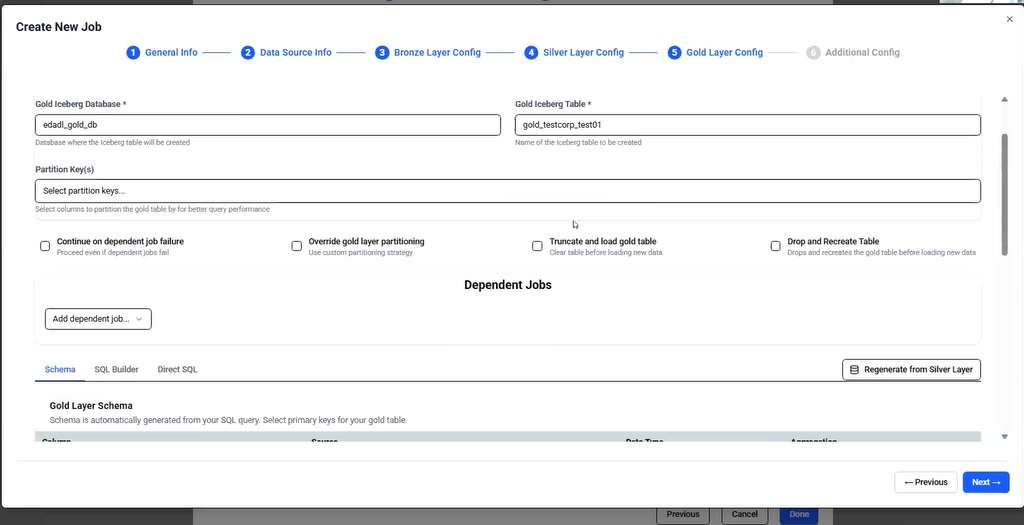 Create New Job
×
1 General Info
2 Data Source Info
3 Bronze Layer Config
4 Silver Layer Config
5 Gold Layer Config
6 Additional Config
Gold Iceberg Database * Gold Iceberg Table *
edadl_gold_db gold_testcorp_test01
Database where the Iceberg table will be created Name of the Iceberg table to be created
Partition Key(s)
Select partition keys...
Select columns to partition the gold table by for better query performance
Continue on dependent job failure Override gold layer partitioning Truncate and load gold table Drop and Recreate Table
Proceed even if dependent jobs fail Use custom partitioning strategy Clear table before loading new data Drops and recreates the gold table before loading new data
Dependent Jobs
Add dependent job...
Schema SQL Builder Direct SQL Regenerate from Silver Layer
Gold Layer Schema
Schema is automatically generated from your SQL query. Select primary keys for your gold table.
Column Source Data Type Aggregation
← Previous Next →
Previous Cancel Done